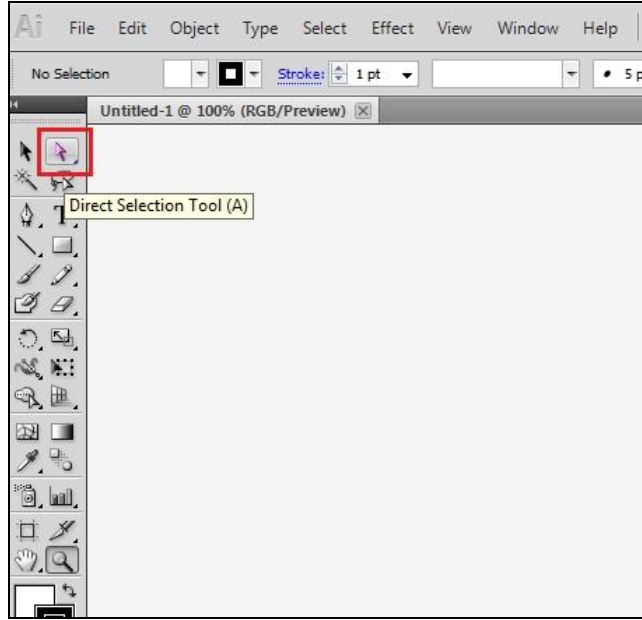 Ai File Edit Object Type Select Effect View Window Help
No Selection Stroke: 1 pt 5 p
Untitled-1 @ 100% (RGB/Preview)
Direct Selection Tool (A)
T